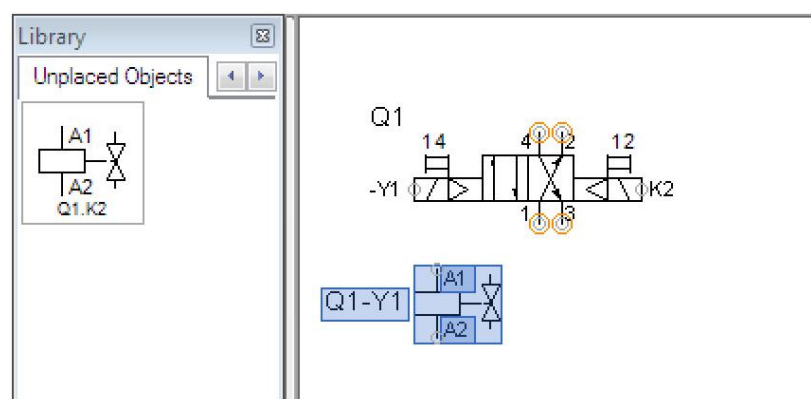 Library
Unplaced Objects
A1
A2
Q1.K2
Q1
14
4
2
12
-Y1
K2
1
3
Q1-Y1
A1
A2